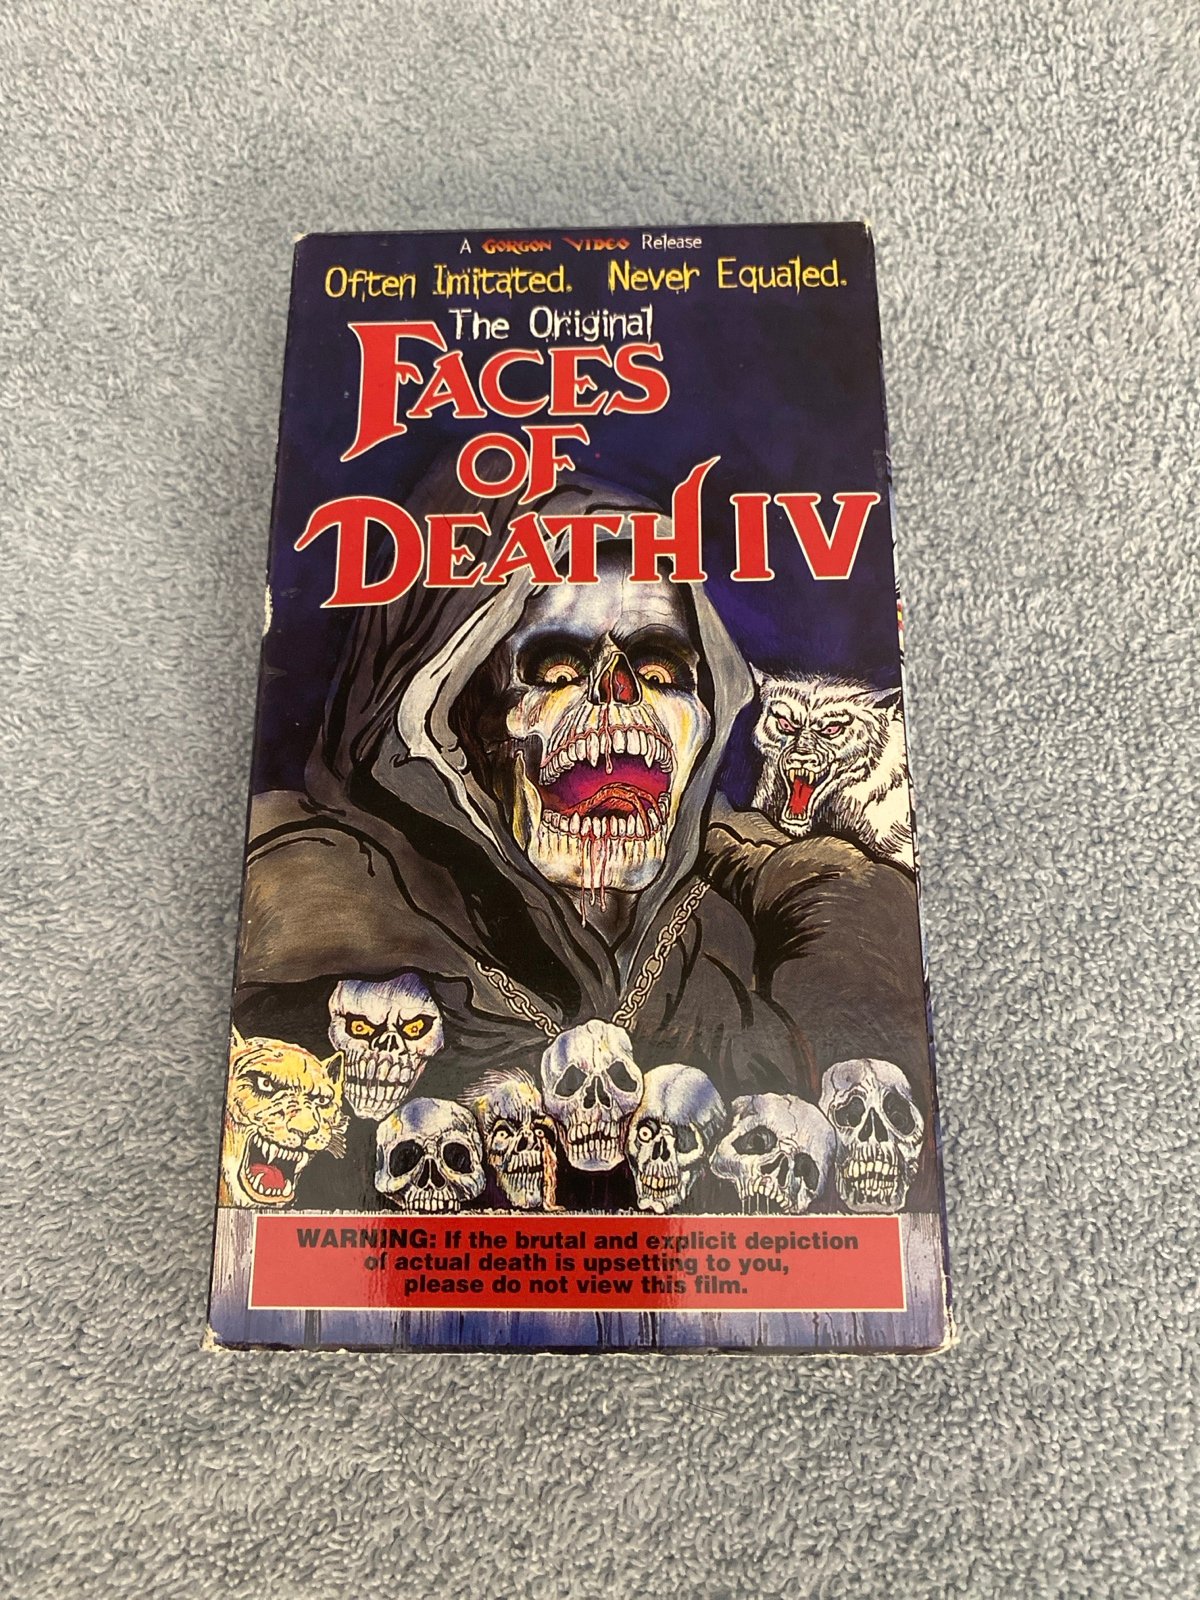 A GORGON VIDEO Release
Often Imitated. Never Equaled.
The Original
FACES
OF
DEATH IV
WARNING: If the brutal and explicit depiction
of actual death is upsetting to you,
please do not view this film.